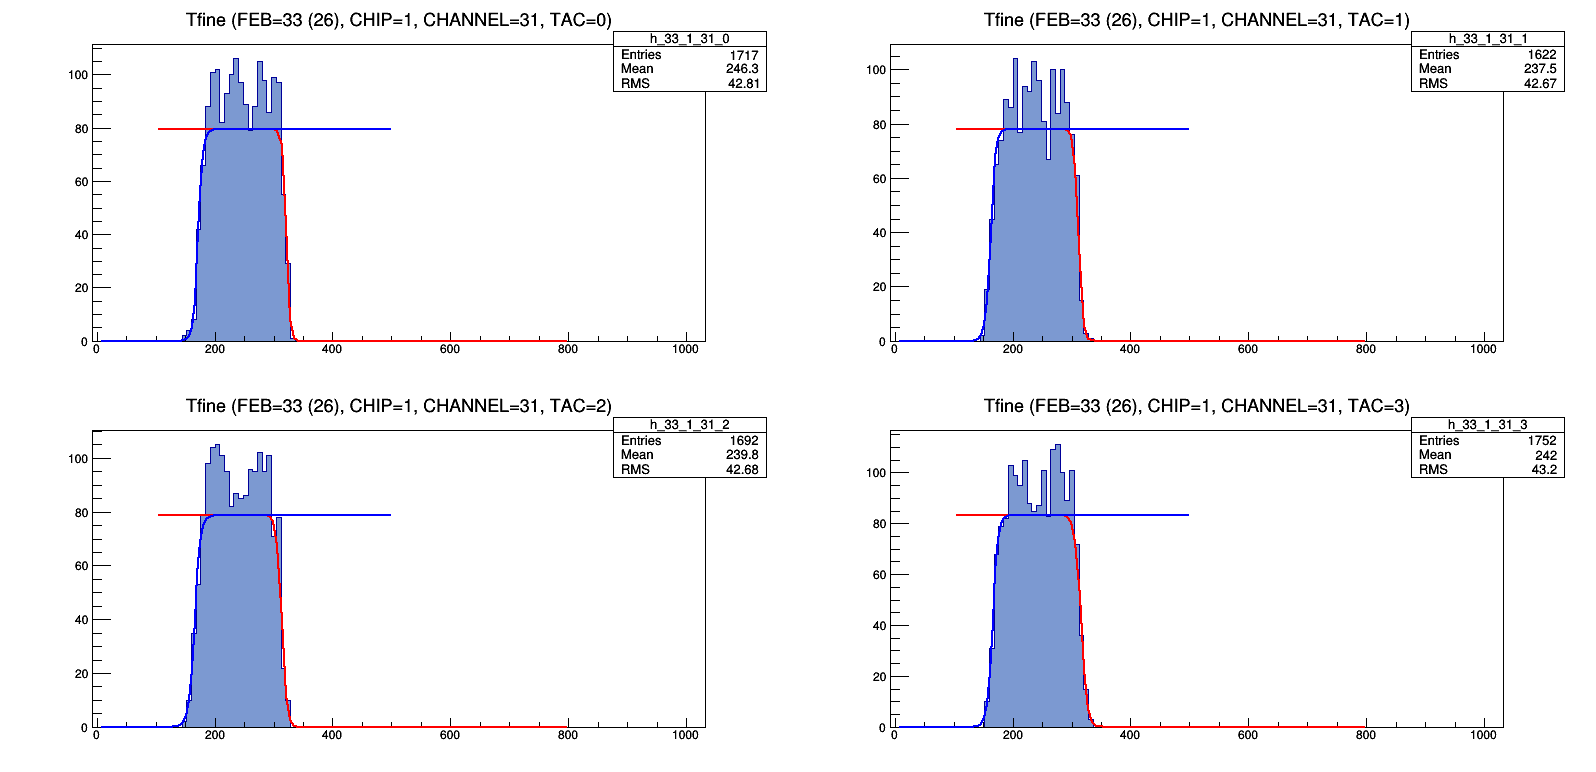 Tfine (FEB=33 (26), CHIP=1, CHANNEL=31, TAC=0)
h_33_1_31_0
Entries 1717
Mean 246.3
RMS 42.81
100
80
60
40
20
0
0 200 400 600 800 1000
Tfine (FEB=33 (26), CHIP=1, CHANNEL=31, TAC=1)
h_33_1_31_1
Entries 1622
Mean 237.5
RMS 42.67
100
80
60
40
20
0
0 200 400 600 800 1000
Tfine (FEB=33 (26), CHIP=1, CHANNEL=31, TAC=2)
h_33_1_31_2
Entries 1692
Mean 239.8
RMS 42.68
100
80
60
40
20
0
0 200 400 600 800 1000
Tfine (FEB=33 (26), CHIP=1, CHANNEL=31, TAC=3)
h_33_1_31_3
Entries 1752
Mean 242
RMS 43.2
100
80
60
40
20
0
0 200 400 600 800 1000